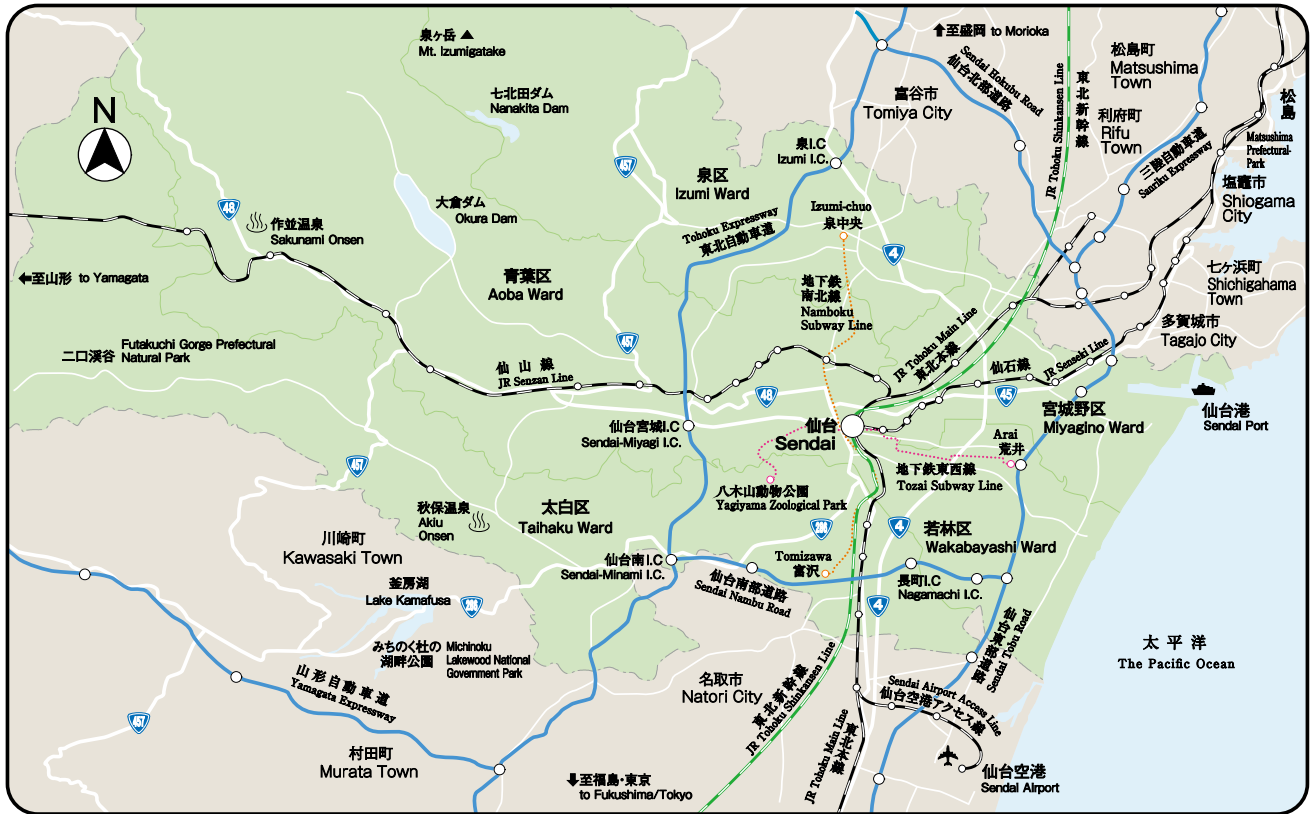 泉ヶ岳
Mt. Izumigatake
至盛岡 to Morioka
松島町
Matsushima
Town
七北田ダム
Nanakita Dam
富谷市
Tomiya City
仙台北部道路
Sendai Hokubu Road
東北新幹線
JR Tohoku Shinkansen Line
利府町
Rifu
Town
松島
Matsushima
Prefectural-
Park
三陸自動車道
Sanriku Expressway
塩竈市
Shiogama
City
N
泉I.C
Izumi I.C.
457
泉区
Izumi Ward
大倉ダム
Okura Dam
48
作並温泉
Sakunami Onsen
Izumi-chuo
泉中央
Tohoku Expressway
東北自動車道
4
至山形 to Yamagata
青葉区
Aoba Ward
地下鉄
南北線
Namboku
Subway Line
七ヶ浜町
Shichigahama
Town
多賀城市
Tagajo City
二口渓谷
Futakuchi Gorge Prefectural
Natural Park
457
仙山線
JR Senzan Line
JR Tohoku Main Line
東北本線
仙石線
JR Senseki Line
48
45
宮城野区
Miyagino Ward
仙台港
Sendai Port
仙台宮城I.C
Sendai-Miyagi I.C.
仙台
Sendai
Arai
荒井
457
地下鉄東西線
Tozai Subway Line
八木山動物公園
Yagiyama Zoological Park
秋保温泉
Akiu
Onsen
太白区
Taihaku Ward
286
4
若林区
Wakabayashi Ward
川崎町
Kawasaki Town
仙台南I.C
Sendai-Minami I.C.
Tomizawa
富沢
仙台南部道路
Sendai Nambu Road
長町I.C
Nagamachi I.C.
釜房湖
Lake Kamafusa
286
4
仙台東部道路
Sendai Tobu Road
太平洋
The Pacific Ocean
みちのく杜の
湖畔公園
Michinoku
Lakewood National
Government Park
山形自動車道
Yamagata Expressway
名取市
Natori City
東北新幹線
JR Tohoku Shinkansen Line
Sendai Airport Access Line
仙台空港アクセス線
457
JR Tohoku Main Line
東北本線
村田町
Murata Town
至福島・東京
to Fukushima/Tokyo
仙台空港
Sendai Airport